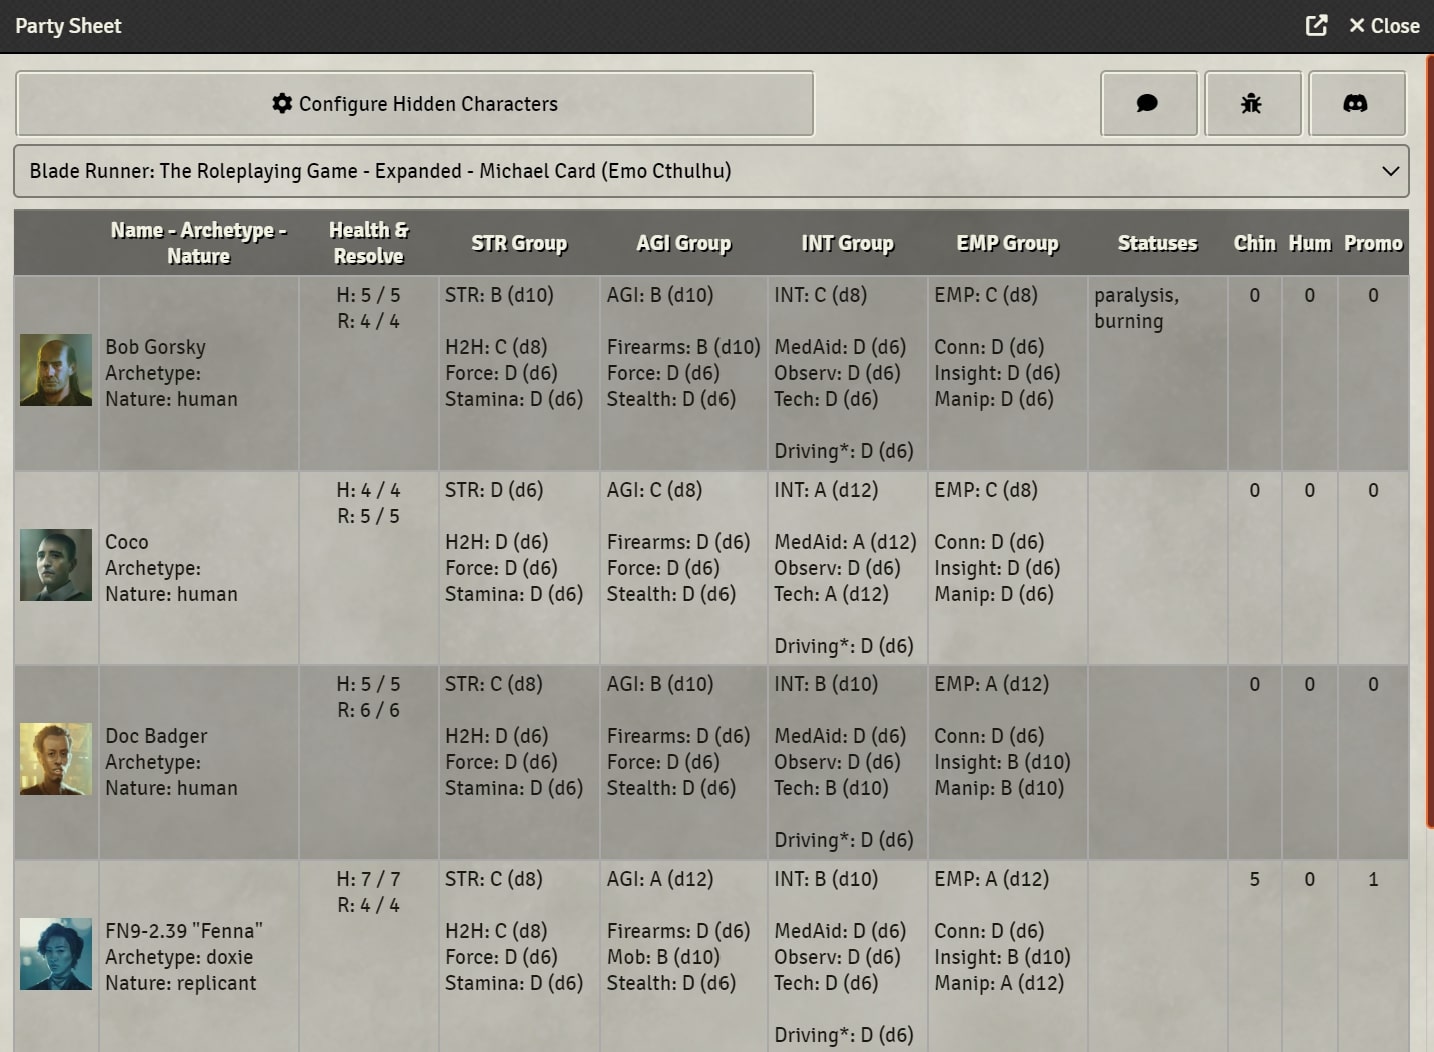 Party Sheet
Close
Configure Hidden Characters
Blade Runner: The Roleplaying Game - Expanded - Michael Card (Emo Cthulhu)
Name - Archetype - Nature
Health & Resolve
STR Group
AGI Group
INT Group
EMP Group
Statuses
Chin
Hum
Promo
Bob Gorsky
Archetype:
Nature: human
H: 5 / 5
R: 4 / 4
STR: B (d10)
H2H: C (d8)
Force: D (d6)
Stamina: D (d6)
AGI: B (d10)
Firearms: B (d10)
Force: D (d6)
Stealth: D (d6)
INT: C (d8)
MedAid: D (d6)
Observ: D (d6)
Tech: D (d6)
Driving*: D (d6)
EMP: C (d8)
Conn: D (d6)
Insight: D (d6)
Manip: D (d6)
paralysis,
burning
0
0
0
Coco
Archetype:
Nature: human
H: 4 / 4
R: 5 / 5
STR: D (d6)
H2H: D (d6)
Force: D (d6)
Stamina: D (d6)
AGI: C (d8)
Firearms: D (d6)
Force: D (d6)
Stealth: D (d6)
INT: A (d12)
MedAid: A (d12)
Observ: D (d6)
Tech: A (d12)
Driving*: D (d6)
EMP: C (d8)
Conn: D (d6)
Insight: D (d6)
Manip: D (d6)
0
0
0
Doc Badger
Archetype:
Nature: human
H: 5 / 5
R: 6 / 6
STR: C (d8)
H2H: D (d6)
Force: D (d6)
Stamina: D (d6)
AGI: B (d10)
Firearms: D (d6)
Force: D (d6)
Stealth: D (d6)
INT: B (d10)
MedAid: D (d6)
Observ: D (d6)
Tech: B (d10)
Driving*: D (d6)
EMP: A (d12)
Conn: D (d6)
Insight: B (d10)
Manip: B (d10)
0
0
0
FN9-2.39 "Fenna"
Archetype: doxie
Nature: replicant
H: 7 / 7
R: 4 / 4
STR: C (d8)
H2H: C (d8)
Force: D (d6)
Stamina: D (d6)
AGI: A (d12)
Firearms: D (d6)
Mob: B (d10)
Stealth: D (d6)
INT: B (d10)
MedAid: D (d6)
Observ: D (d6)
Tech: D (d6)
Driving*: D (d6)
EMP: A (d12)
Conn: D (d6)
Insight: B (d10)
Manip: A (d12)
5
0
1